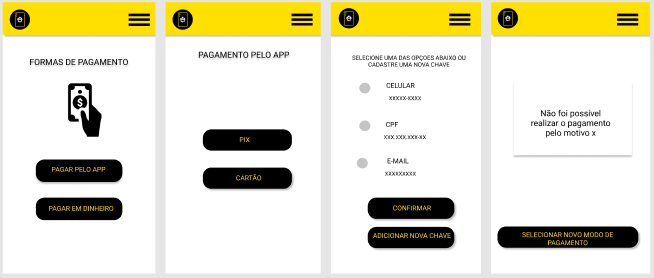 FORMAS DE PAGAMENTO
PAGAR PELO APP
PAGAR EM DINHEIRO
PAGAMENTO PELO APP
PIX
CARTÃO
SELECIONE UMA DAS OPÇOES ABAIXO OU
CADASTRE UMA NOVA CHAVE
CELULAR
xxxxx-xxxx
CPF
xxx.xxx.xxx-xx
E-MAIL
xxxxxxxxx
CONFIRMAR
ADICIONAR NOVA CHAVE
Não foi possível
realizar o pagamento
pelo motivo x
SELECIONAR NOVO MODO DE
PAGAMENTO